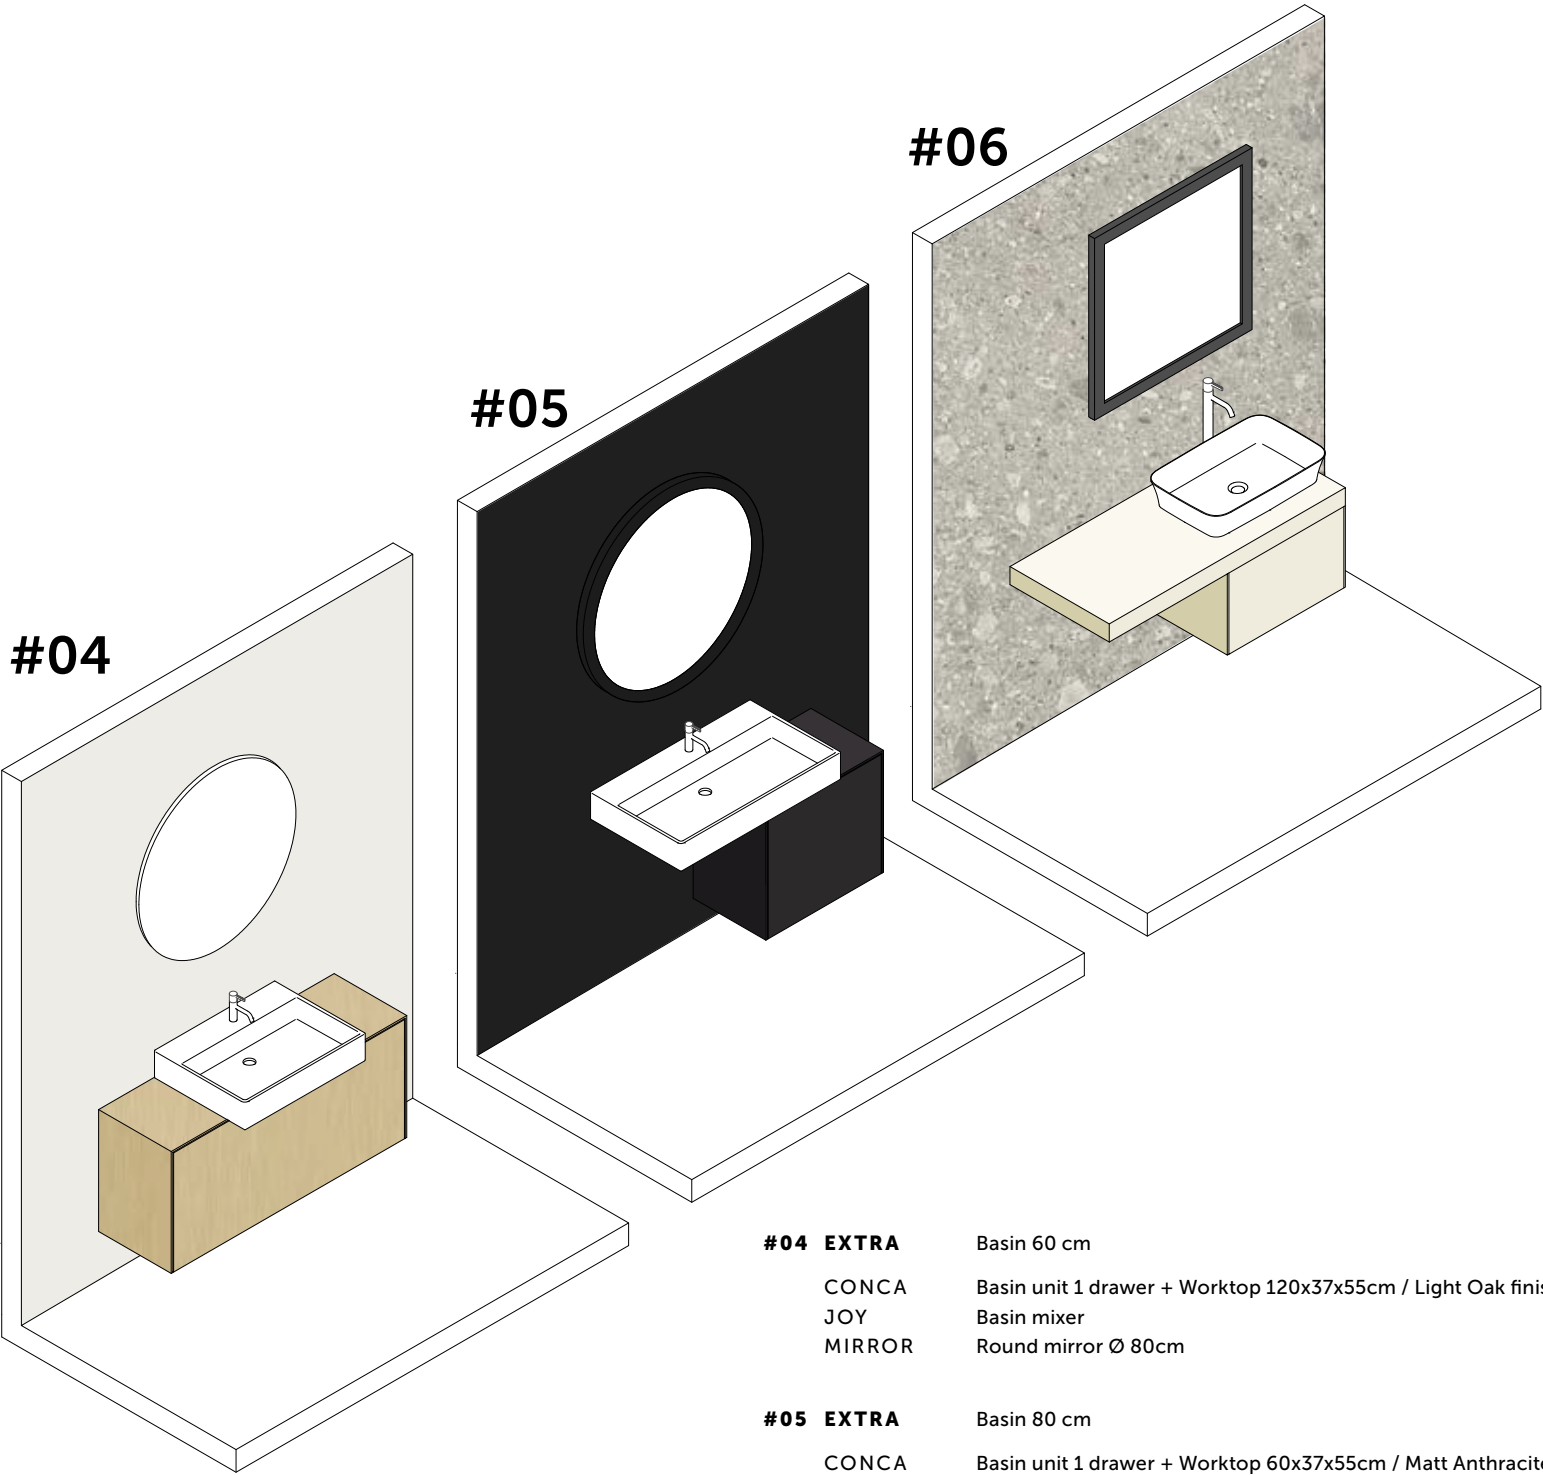 #06
#05
#04
#04 EXTRA Basin 60 cm
CONCA Basin unit 1 drawer + Worktop 120x37x55cm / Light Oak
JOY Basin mixer
MIRROR Round mirror Ø 80cm
#05 EXTRA Basin 80 cm
CONCA Basin unit 1 drawer + Worktop 60x37x55cm / Matt